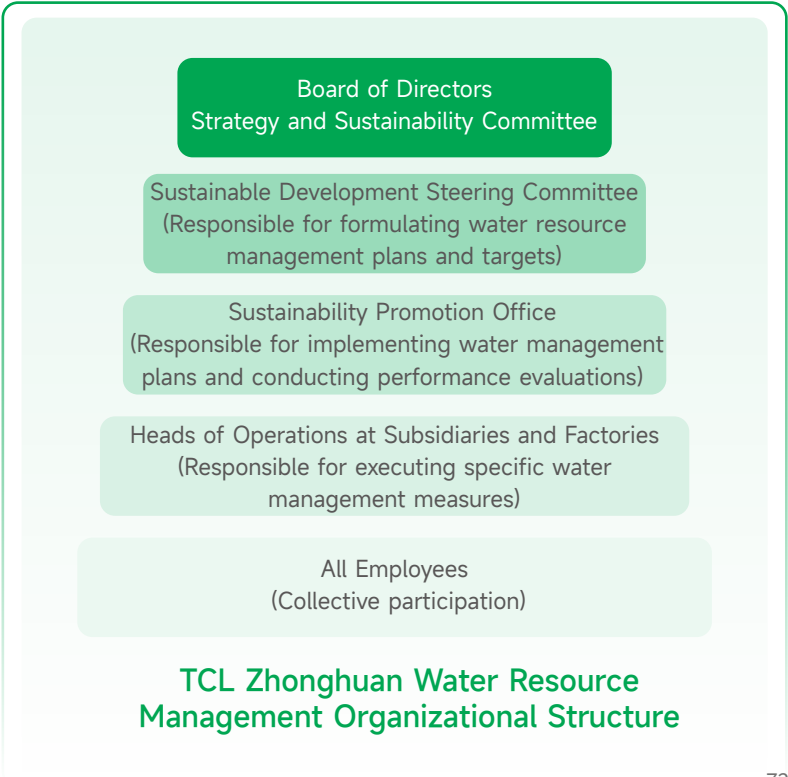 Board of Directors
Strategy and Sustainability Committee
Sustainable Development Steering Committee
(Responsible for formulating water resource
management plans and targets)
Sustainability Promotion Office
(Responsible for implementing water management
plans and conducting performance evaluations)
Heads of Operations at Subsidiaries and Factories
(Responsible for executing specific water
management measures)
All Employees
(Collective participation)
TCL Zhonghuan Water Resource
Management Organizational Structure